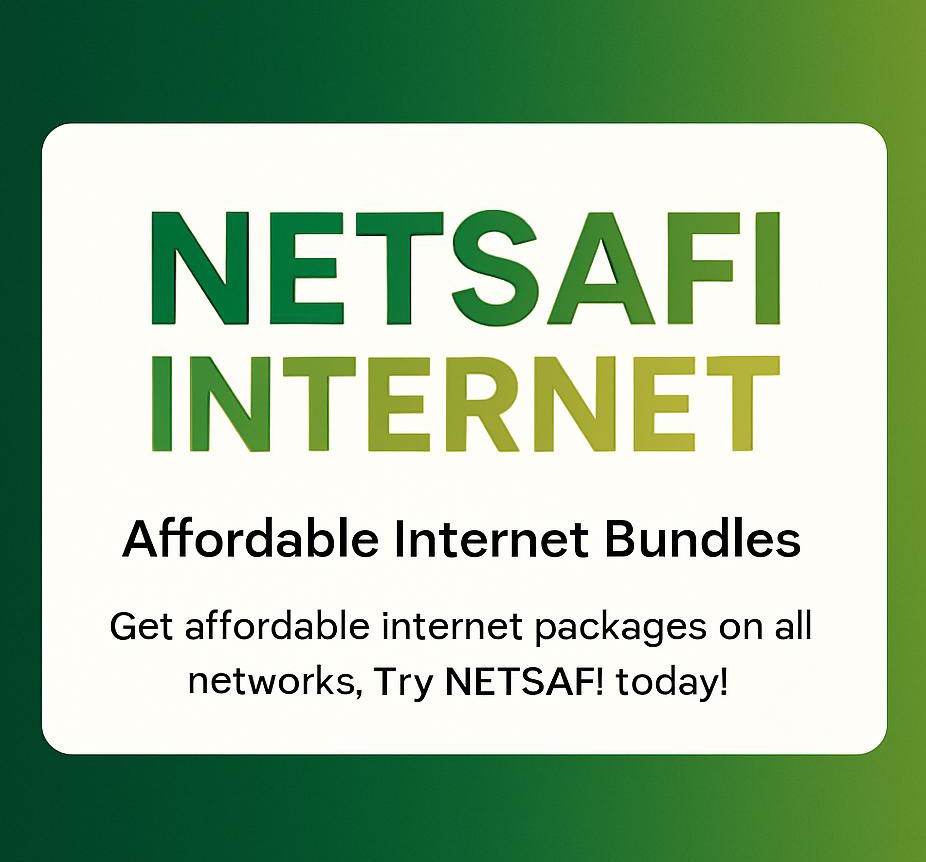 NETSAFI
INTERNET
Affordable Internet Bundles
Get affordable internet packages on all
networks, Try NETSAF! today!